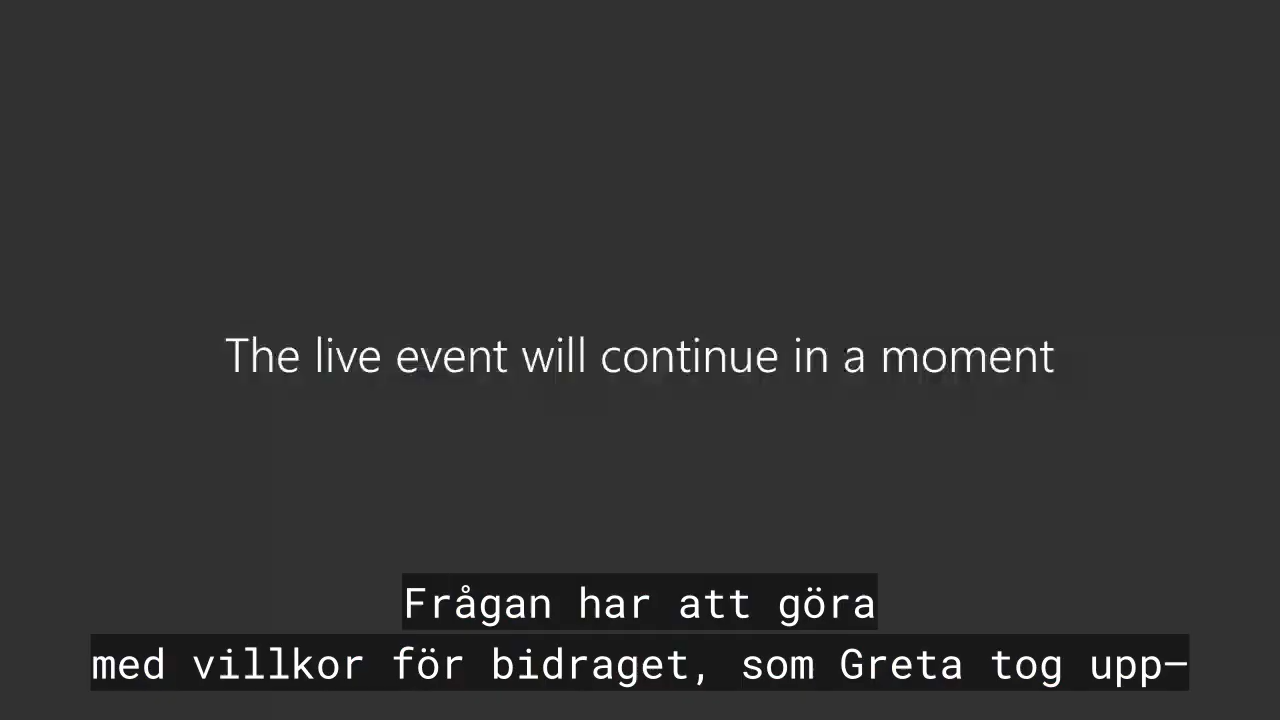 The live event will continue in a moment
Frågan har att göra
med villkor för bidraget, som Greta tog upp–